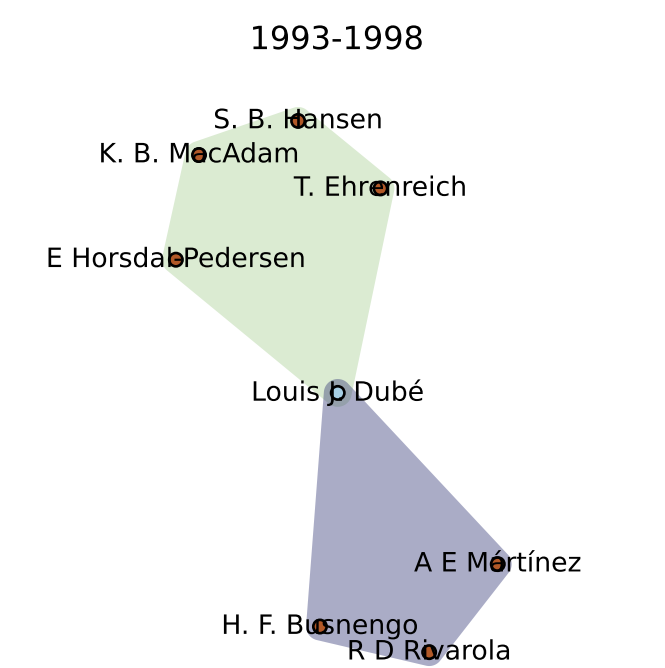 1993-1998
S. B. Hansen
K. B. MacAdam
T. Ehrenreich
E Horsdal-Pedersen
Louis J. Dubé
A E Mártínez
H. F. Busnengo
R D Rivarola